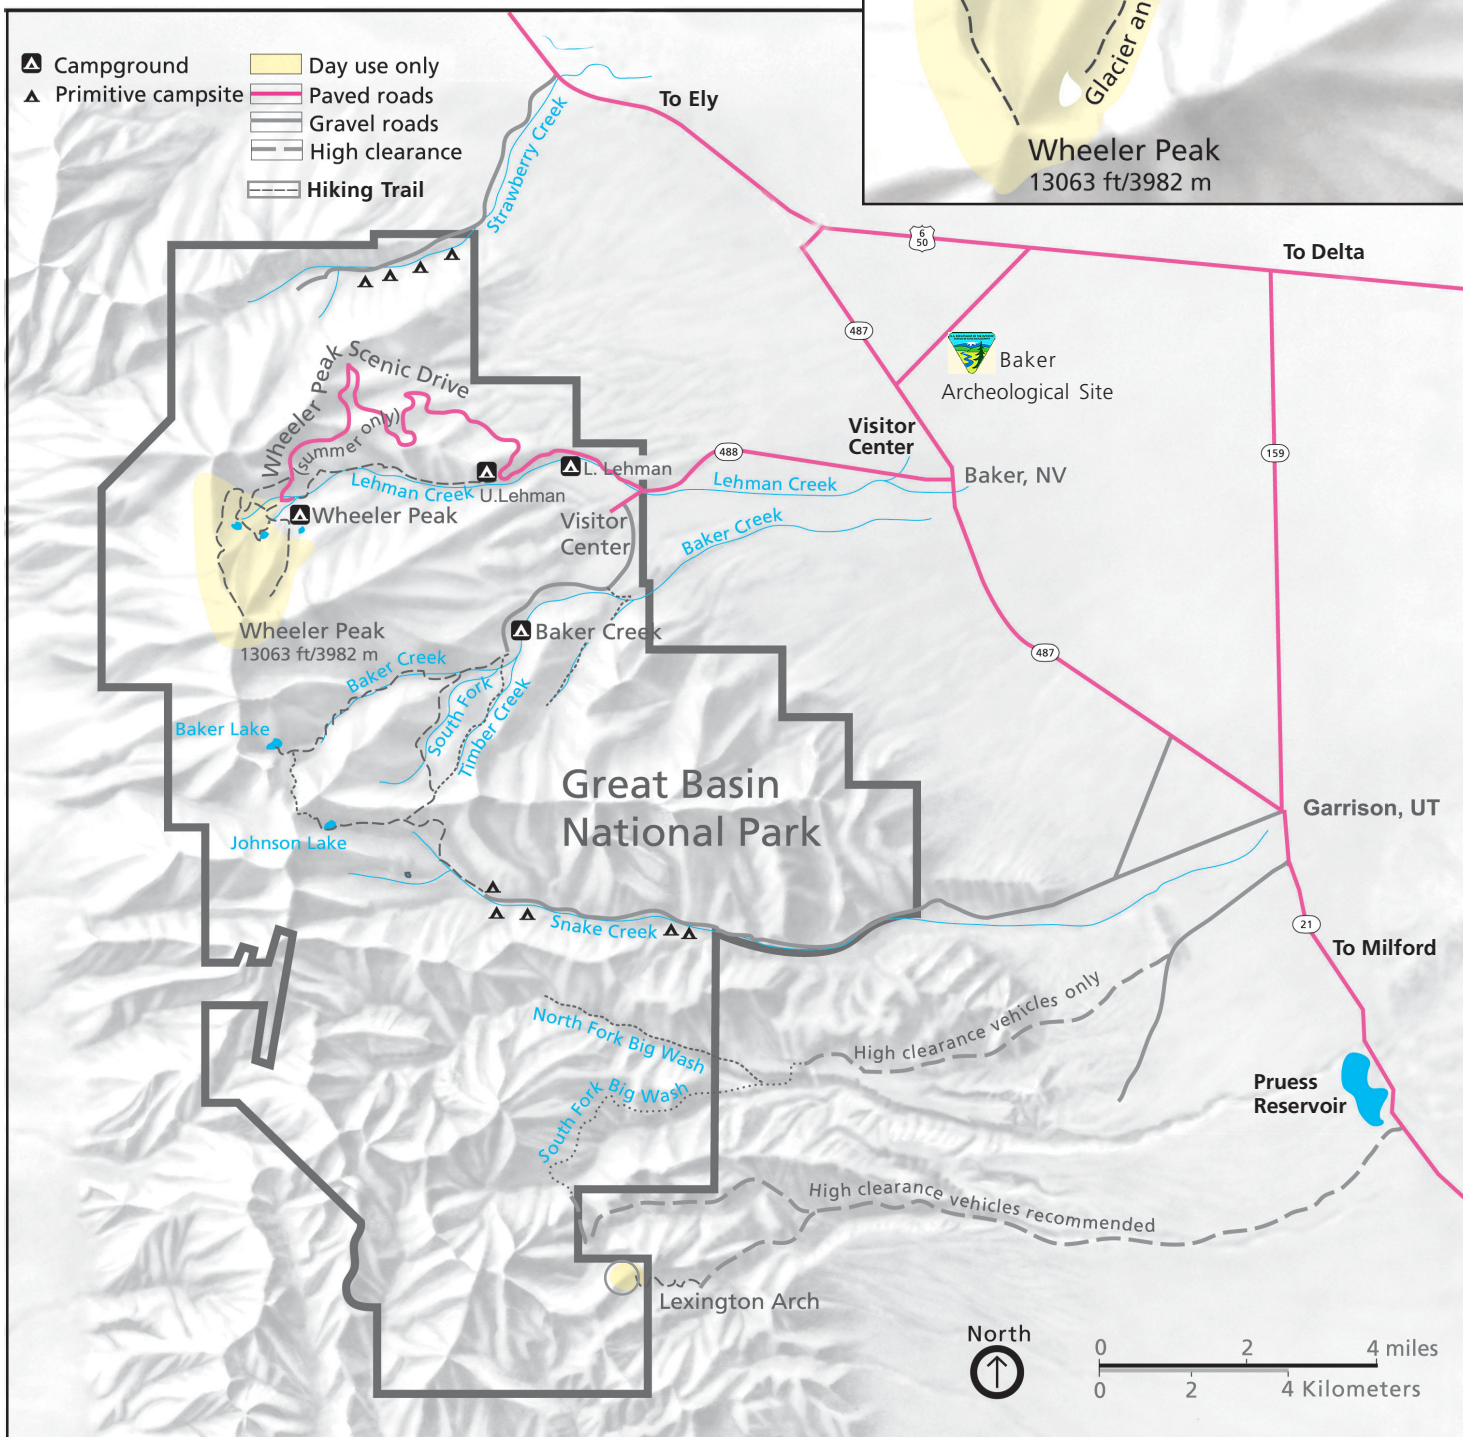 Campground
Primitive campsite
Day use only
Paved roads
Gravel roads
High clearance
Hiking Trail
Glacier an
Wheeler Peak
13063 ft/3982 m
To Ely
Strawberry Creek
6
50
To Delta
487
Baker
Archeological Site
Wheeler Peak Scenic Drive
(summer only)
Visitor
Center
488
159
L. Lehman
Lehman Creek
U.Lehman
Lehman Creek
Baker, NV
Wheeler Peak
Visitor
Center
Baker Creek
Wheeler Peak
13063 ft/3982 m
Baker Creek
487
Baker Creek
South Fork
Timber Creek
Baker Lake
Great Basin
National Park
Garrison, UT
Johnson Lake
Snake Creek
21
To Milford
High clearance vehicles only
North Fork Big Wash
South Fork Big Wash
Pruess
Reservoir
High clearance vehicles recommended
Lexington Arch
North
0 2 4 miles
0 2 4 Kilometers